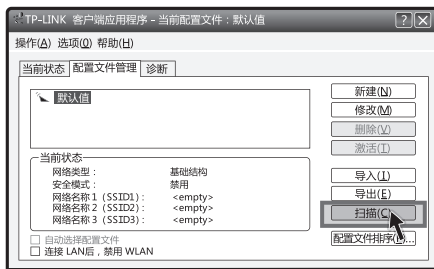 TP-LINK 客户端应用程序 - 当前配置文件：默认值
操作(A) 选项(O) 帮助(H)
当前状态 配置文件管理 诊断
默认值
新建(N)
修改(M)
删除(V)
激活(T)
当前状态
网络类型： 基础结构
安全模式： 禁用
网络名称1 (SSID1)： <empty>
网络名称2 (SSID2)： <empty>
网络名称3 (SSID3)： <empty>
导入(I)
导出(E)
扫描(C)
配置文件排序
自动选择配置文件
连接 LAN后，禁用 WLAN